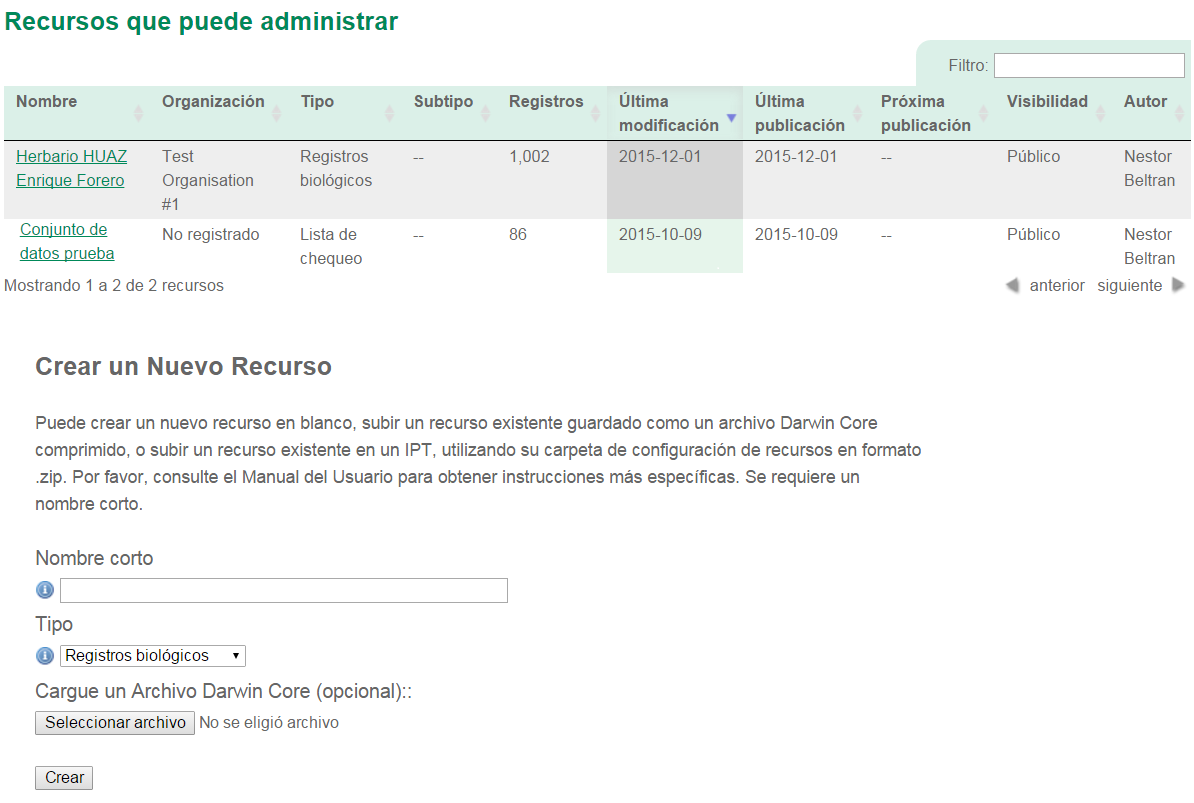 Recursos que puede administrar
Filtro:
Nombre Organización Tipo Subtipo Registros Última modificación Última publicación Próxima publicación Visibilidad Autor
Herbario HUAZ Enrique Forero Test Organisation #1 Registros biológicos -- 1,002 2015-12-01 2015-12-01 -- Público Nestor Beltran
Conjunto de datos prueba No registrado Lista de chequeo -- 86 2015-10-09 2015-10-09 -- Público Nestor Beltran
Mostrando 1 a 2 de 2 recursos anterior siguiente
Crear un Nuevo Recurso
Puede crear un nuevo recurso en blanco, subir un recurso existente guardado como un archivo Darwin Core
comprimido, o subir un recurso existente en un IPT, utilizando su carpeta de configuración de recursos en formato
.zip. Por favor, consulte el Manual del Usuario para obtener instrucciones más específicas. Se requiere un
nombre corto.
Nombre corto
Tipo
Registros biológicos
Cargue un Archivo Darwin Core (opcional)::
Seleccionar archivo No se eligió archivo
Crear